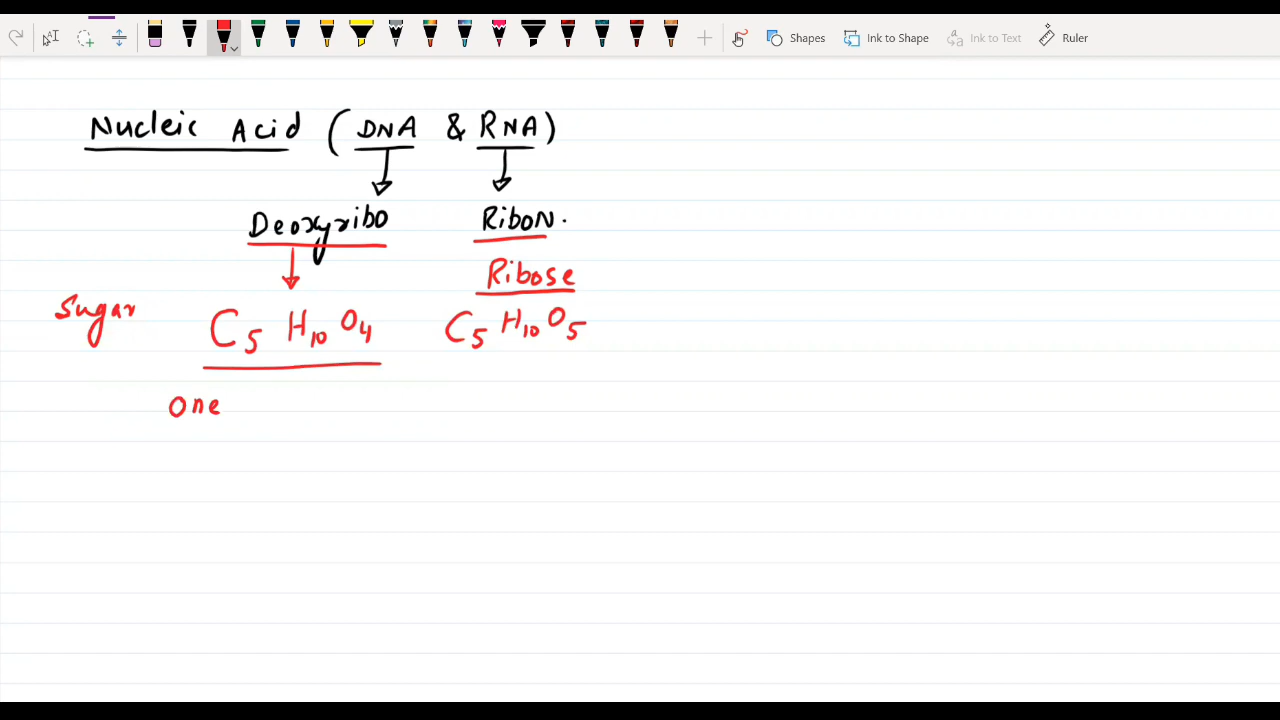 Shapes Ink to Shape Ink to Text Ruler
Nucleic Acid (DNA & RNA)
Deoxyribo RiboN.
Ribose
Sugar C5 H10 O4 C5 H10 O5
One